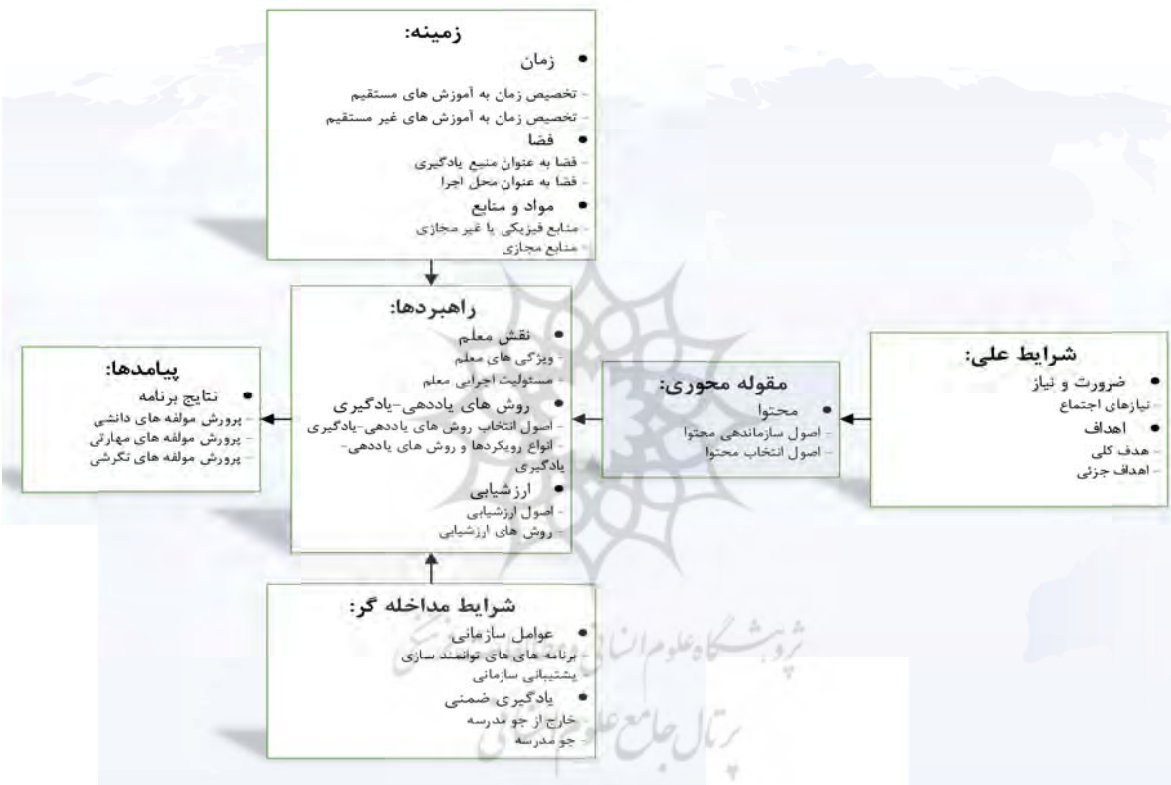 زمینه:
• زمان
- تخصیص زمان به آموزش های مستقیم
- تخصیص زمان به آموزش های غیر مستقیم
• فضا
- فضا به عنوان منبع یادگیری
- فضا به عنوان محل اجرا
• مواد و منابع
- منابع فیزیکی یا غیر مجازی
- منابع مجازی
شرایط علی:
• ضرورت و نیاز
- نیازهای اجتماع
• اهداف
- هدف کلی
- اهداف جزئی
مقوله محوری:
• محتوا
- اصول سازماندهی محتوا
- اصول انتخاب محتوا
راهبردها:
• نقش معلم
- ویژگی های معلم
- مسئولیت اجرایی معلم
• روش های یاددهی-یادگیری
- اصول انتخاب روش های یاددهی-یادگیری
- انواع رویکردها و روش های یاددهی-
یادگیری
• ارزشیابی
- اصول ارزشیابی
- روش های ارزشیابی
پیامدها:
• نتایج برنامه
- پرورش مولفه های دانشی
- پرورش مولفه های مهارتی
- پرورش مولفه های نگرشی
شرایط مداخله گر:
• عوامل سازمانی
- برنامه های های توانمند سازی
- پشتیبانی سازمانی
• یادگیری ضمنی
- خارج از جو مدرسه
- جو مدرسه
پژوهشگاه علوم انسانی و مطالعات فرهنگی
پرتال جامع علوم انسانی